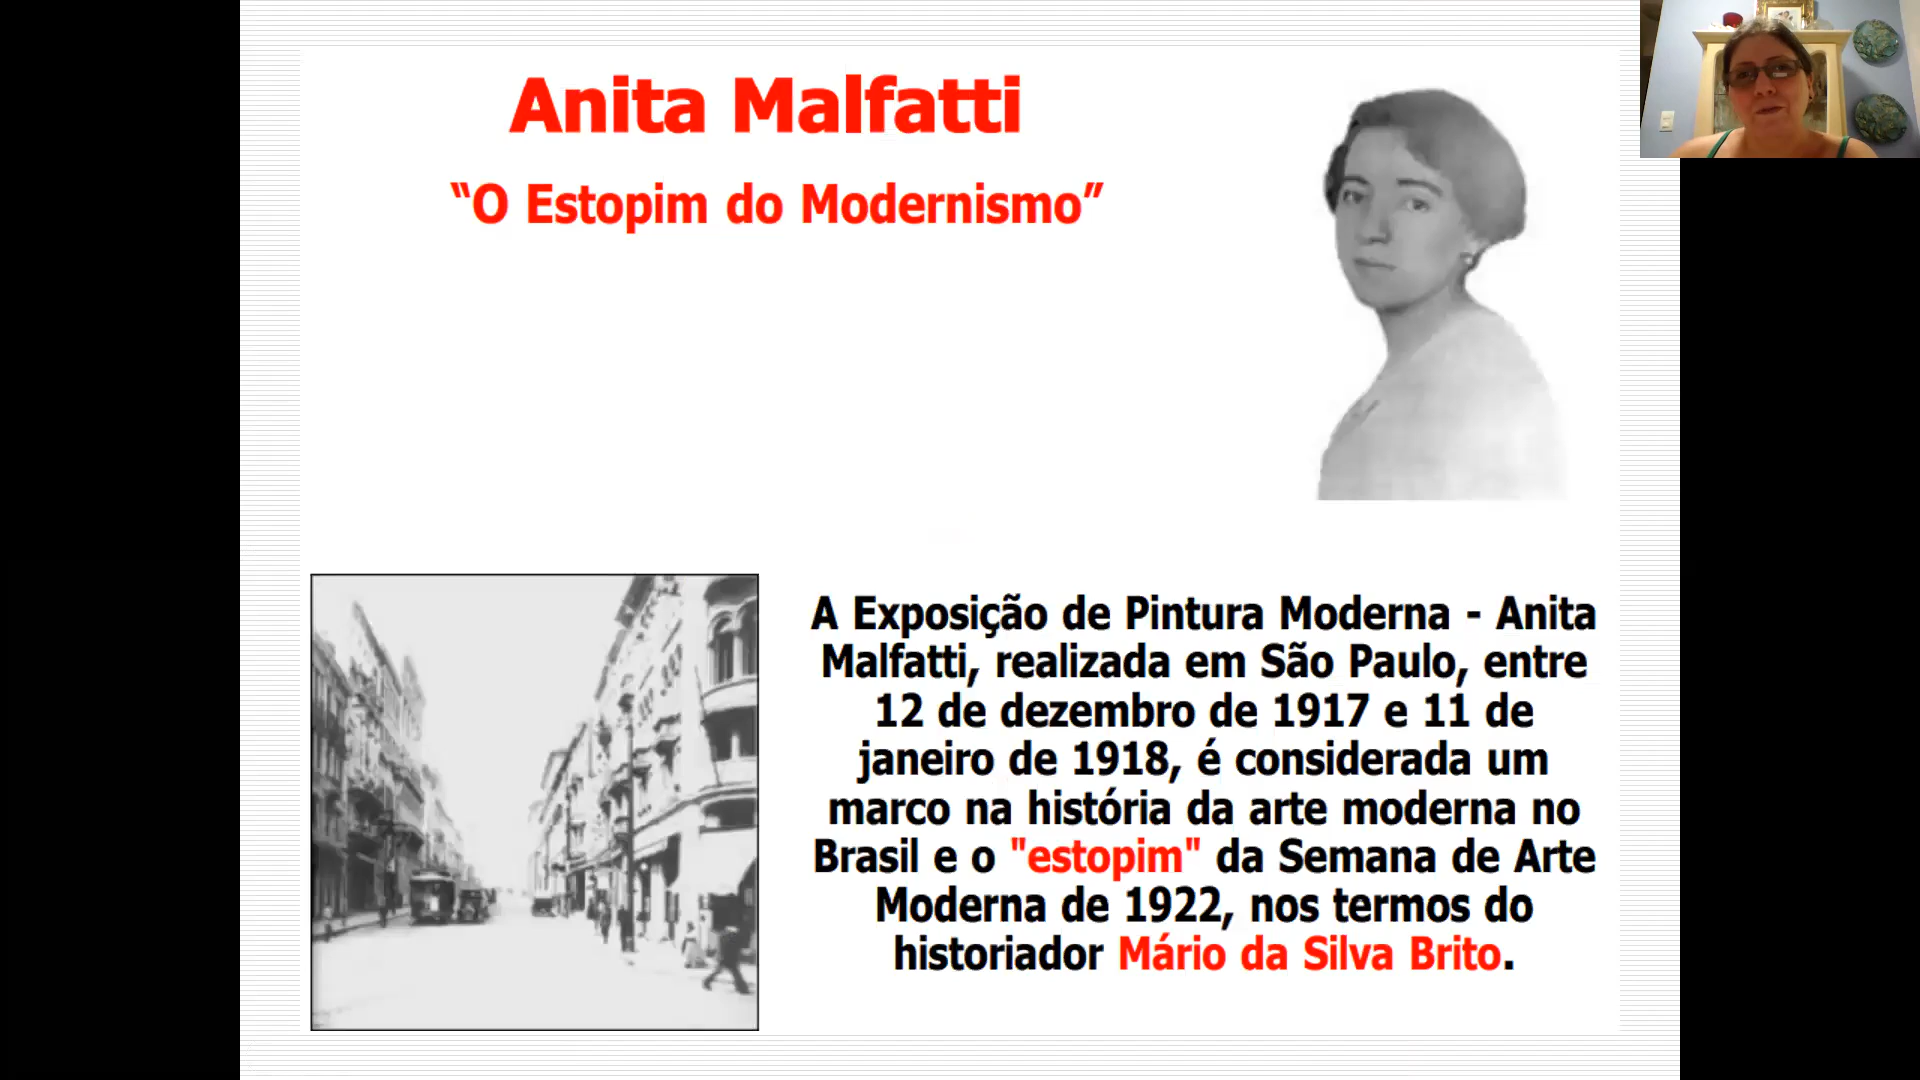 Anita Malfatti
“O Estopim do Modernismo”
A Exposição de Pintura Moderna - Anita
Malfatti, realizada em São Paulo, entre
12 de dezembro de 1917 e 11 de
janeiro de 1918, é considerada um
marco na história da arte moderna no
Brasil e o "estopim" da Semana de Arte
Moderna de 1922, nos termos do
historiador Mário da Silva Brito.